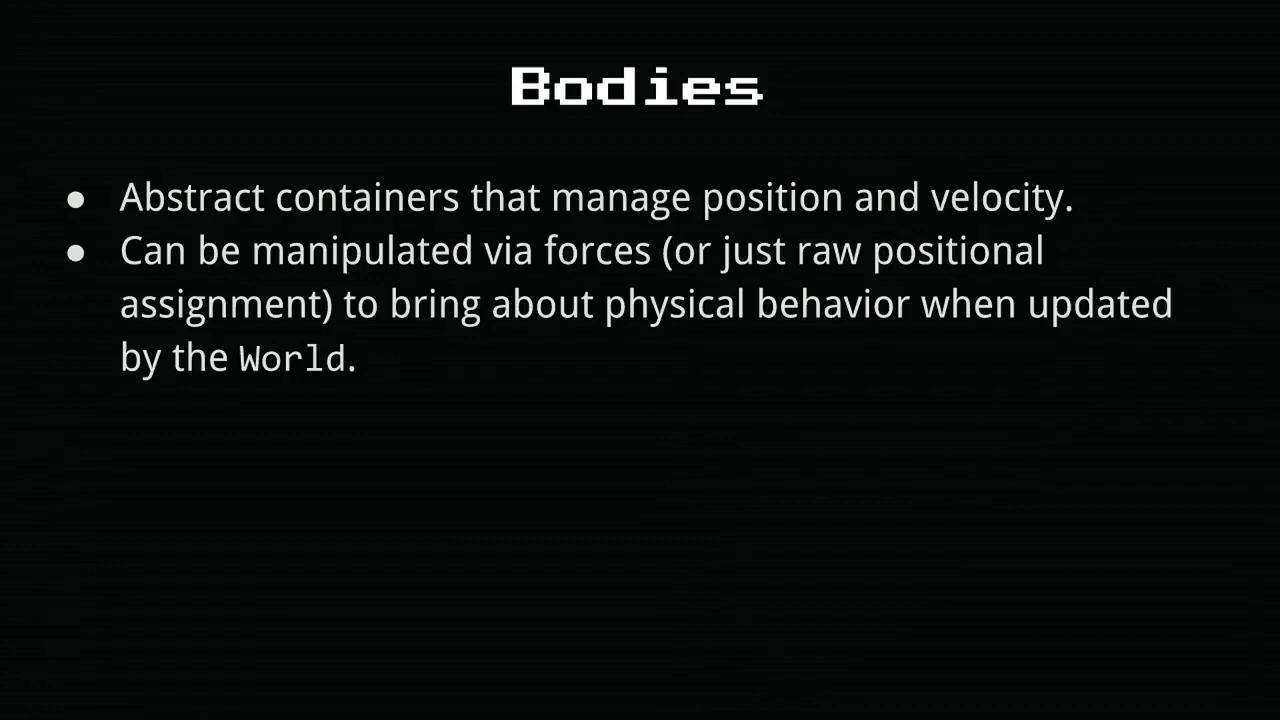 Bodies
● Abstract containers that manage position and velocity.
● Can be manipulated via forces (or just raw positional
assignment) to bring about physical behavior when updated
by the World.